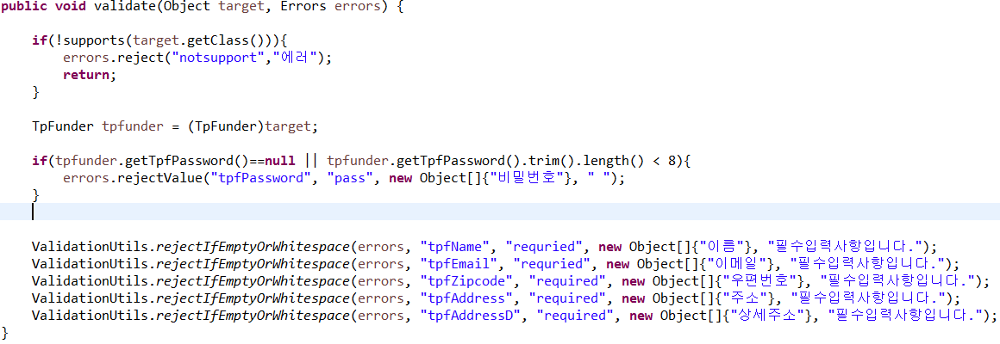 public void validate(Object target, Errors errors) {
if(!supports(target.getClass())){
errors.reject("notsupport","에러");
return;
}
TpFunder tpfunder = (TpFunder)target;
if(tpfunder.getTpfPassword()==null || tpfunder.getTpfPassword().trim().length() < 8){
errors.rejectValue("tpfPassword", "pass", new Object[]{"비밀번호"}, " ");
}
ValidationUtils.rejectIfEmptyOrWhitespace(errors, "tpfName", "requried", new Object[]{"이름"}, "필수입력사항입니다.");
ValidationUtils.rejectIfEmptyOrWhitespace(errors, "tpfEmail", "requried", new Object[]{"이메일"}, "필수입력사항입니다.");
ValidationUtils.rejectIfEmptyOrWhitespace(errors, "tpfZipcode", "required", new Object[]{"우편번호"}, "필수입력사항입니다.");
ValidationUtils.rejectIfEmptyOrWhitespace(errors, "tpfAddress", "required", new Object[]{"주소"}, "필수입력사항입니다.");
ValidationUtils.rejectIfEmptyOrWhitespace(errors, "tpfAddressD", "required", new Object[]{"상세주소"}, "필수입력사항입니다.");
}